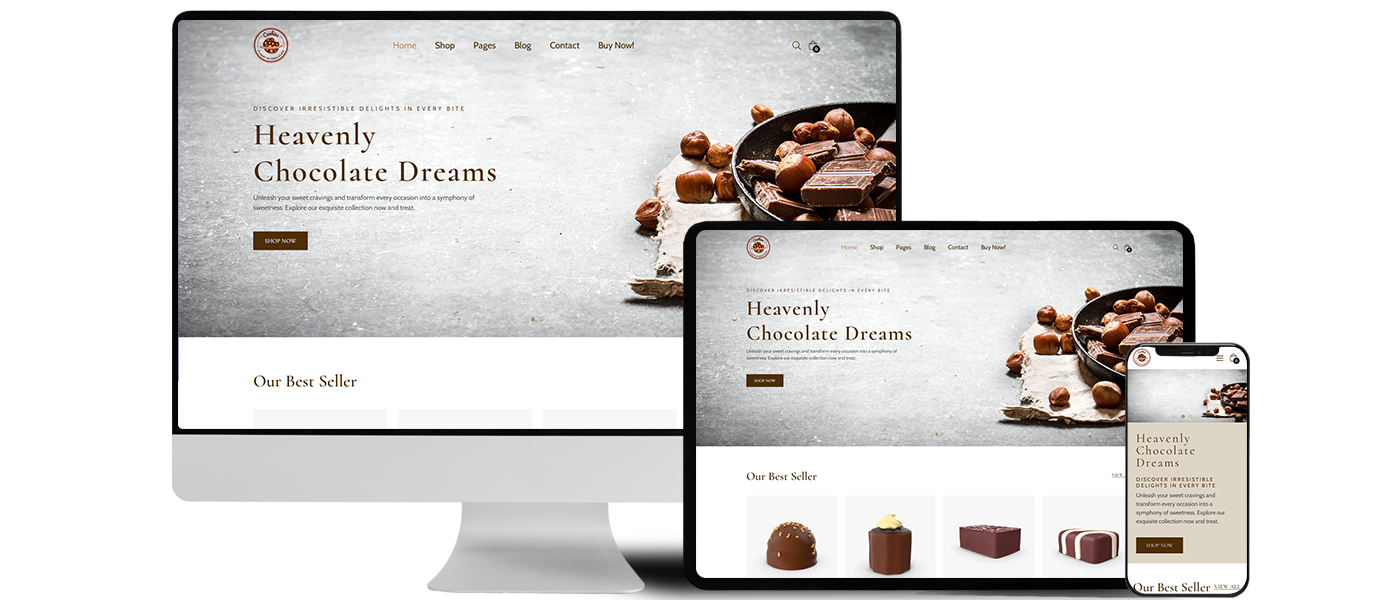 Cookies
Home Shop Pages Blog Contact Buy Now!
0
DISCOVER IRRESISTIBLE DELIGHTS IN EVERY BITE
Heavenly
Chocolate Dreams
Unleash your sweet cravings and transform every occasion into a symphony of
sweetness. Explore our exquisite collection now and treat.
SHOP NOW
Our Best Seller
Home Shop Pages Blog Contact Buy Now!
0
DISCOVER IRRESISTIBLE DELIGHTS IN EVERY BITE
Heavenly
Chocolate Dreams
Unleash your sweet cravings and transform every occasion into a symphony of
sweetness. Explore our exquisite collection now and treat.
SHOP NOW
Our Best Seller VIEW
0
Heavenly
Chocolate
Dreams
DISCOVER IRRESISTIBLE
DELIGHTS IN EVERY BITE
Unleash your sweet cravings and
transform every occasion into a
symphony of sweetness. Explore our
exquisite collection now and treat.
SHOP NOW
Our Best Seller VIEW ALL